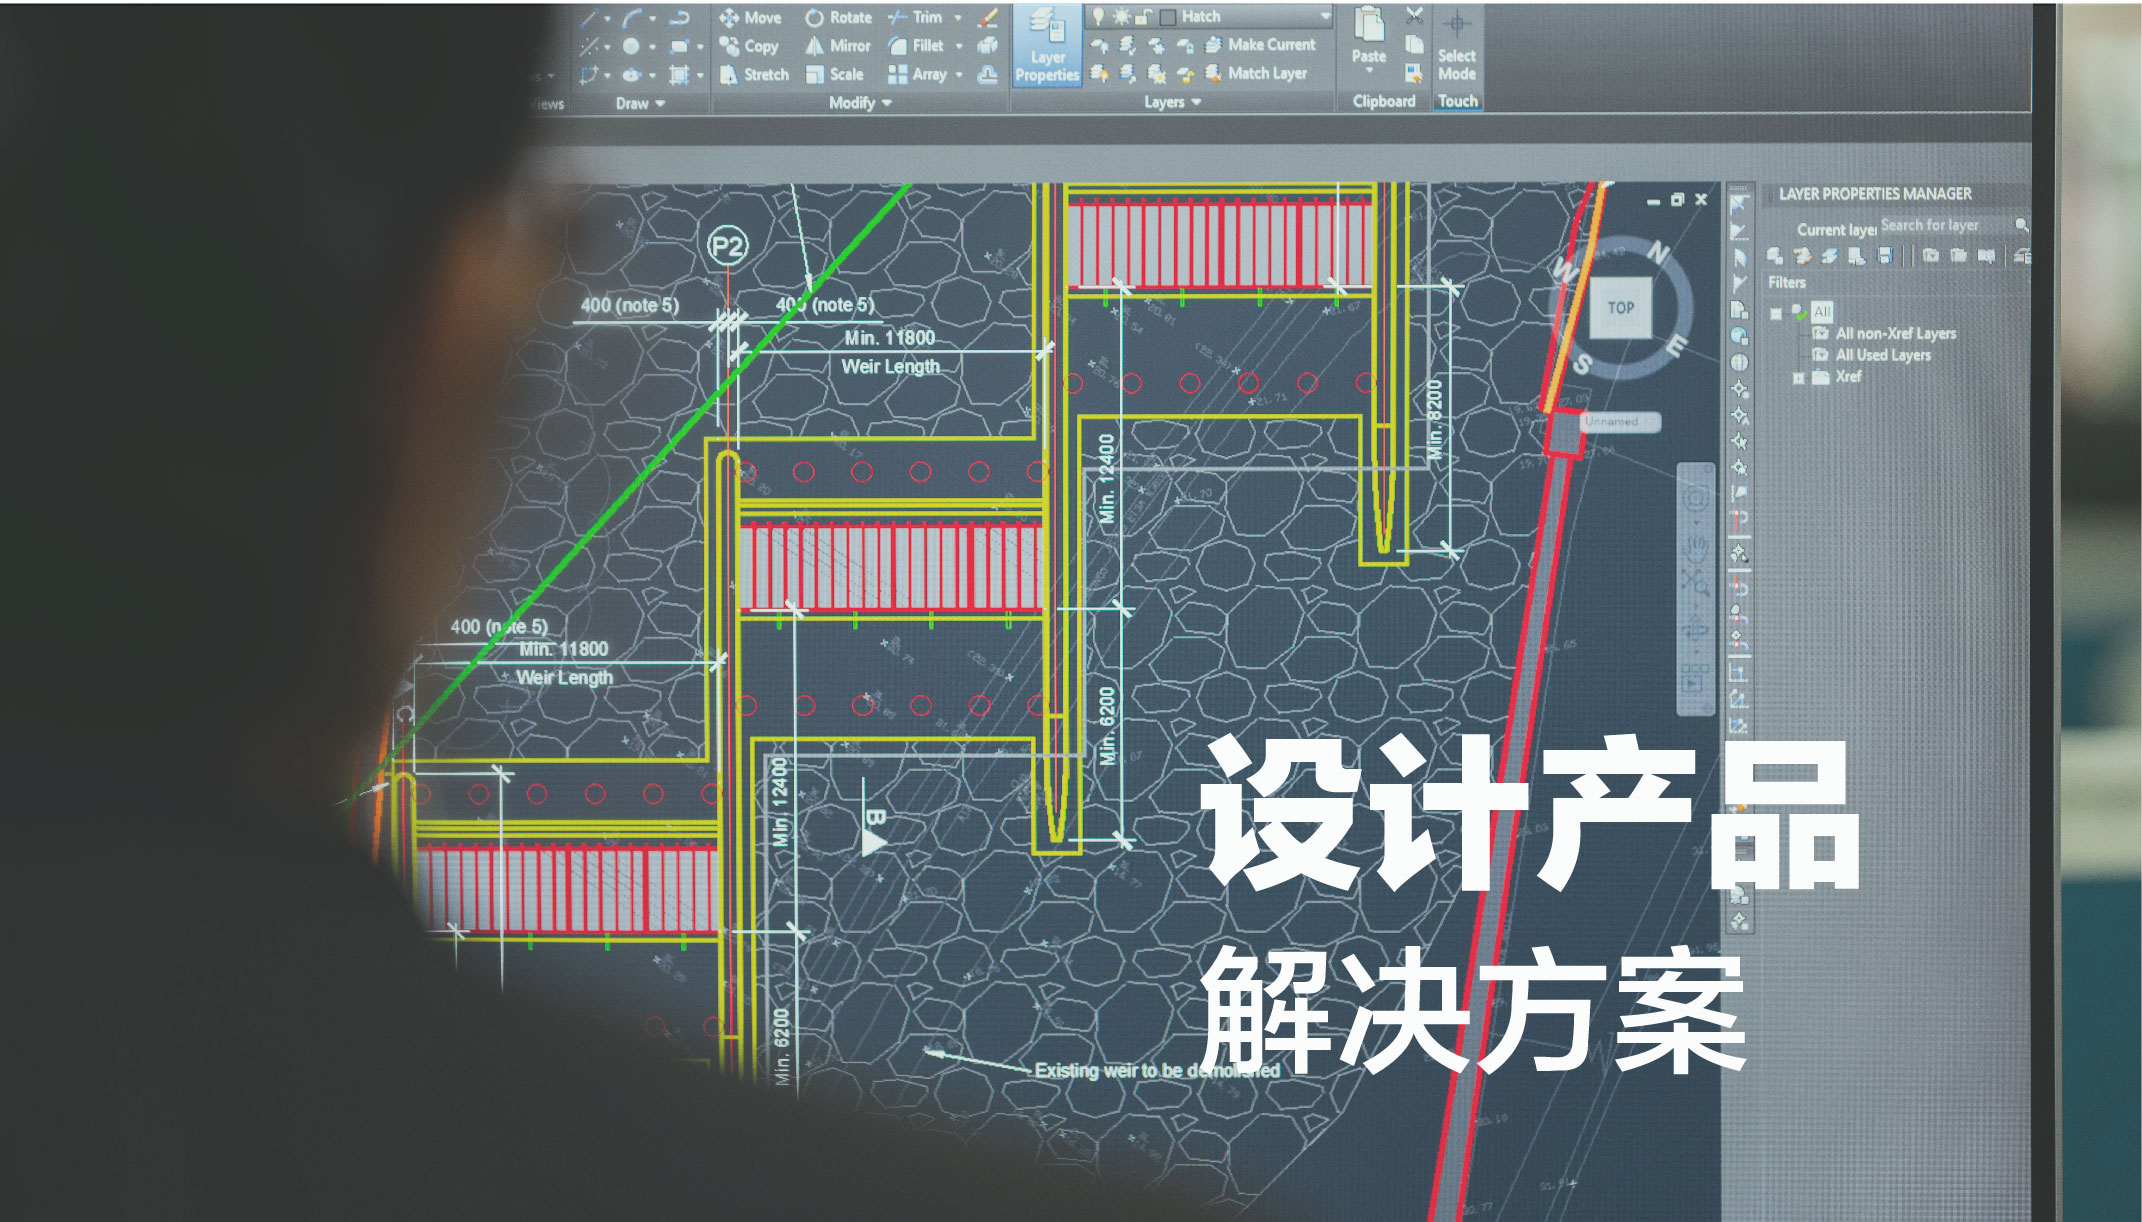 Move
Rotate
Trim
Hatch
Copy
Mirror
Fillet
Layer Properties
Make Current
Paste
Select Mode
Stretch
Scale
Array
Match Layer
Draw
Modify
Layers
Clipboard
Touch
LAYER PROPERTIES MANAGER
Current layer
Search for layer
Filters
All
All non-Xref Layers
All Used Layers
Xref
N
W
TOP
E
S
Unnamed
P2
400 (note 5)
400 (note 5)
Min. 11800
Weir Length
Min. 8200
Min. 12400
400 (note 5)
Min. 11800
Weir Length
Min. 6200
C
Min. 12400
B
Min. 6200
Existing weir to be demolished
设计产品
解决方案